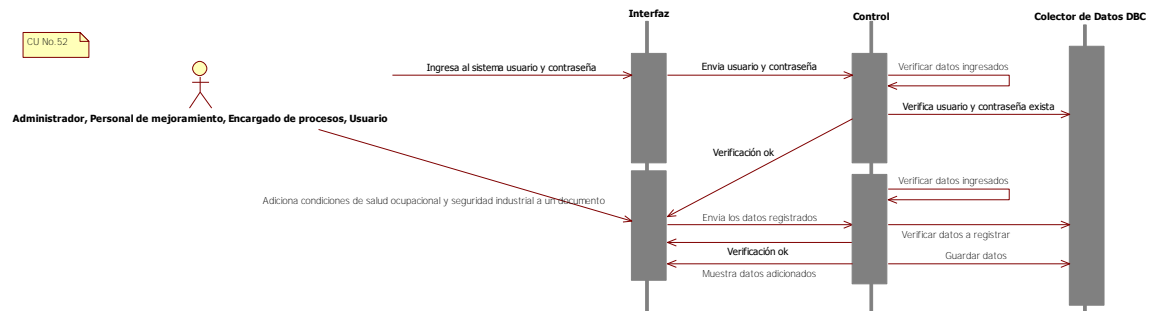 Interfaz
Control
Colector de Datos DBC
CU No.52
Ingresa al sistema usuario y contraseña
Envia usuario y contraseña
Verificar datos ingresados
Verifica usuario y contraseña exista
Administrador, Personal de mejoramiento, Encargado de procesos, Usuario
Verificación ok
Verificar datos ingresados
Adiciona condiciones de salud ocupacional y seguridad industrial a un documento
Envia los datos registrados
Verificar datos a registrar
Verificación ok
Guardar datos
Muestra datos adicionados